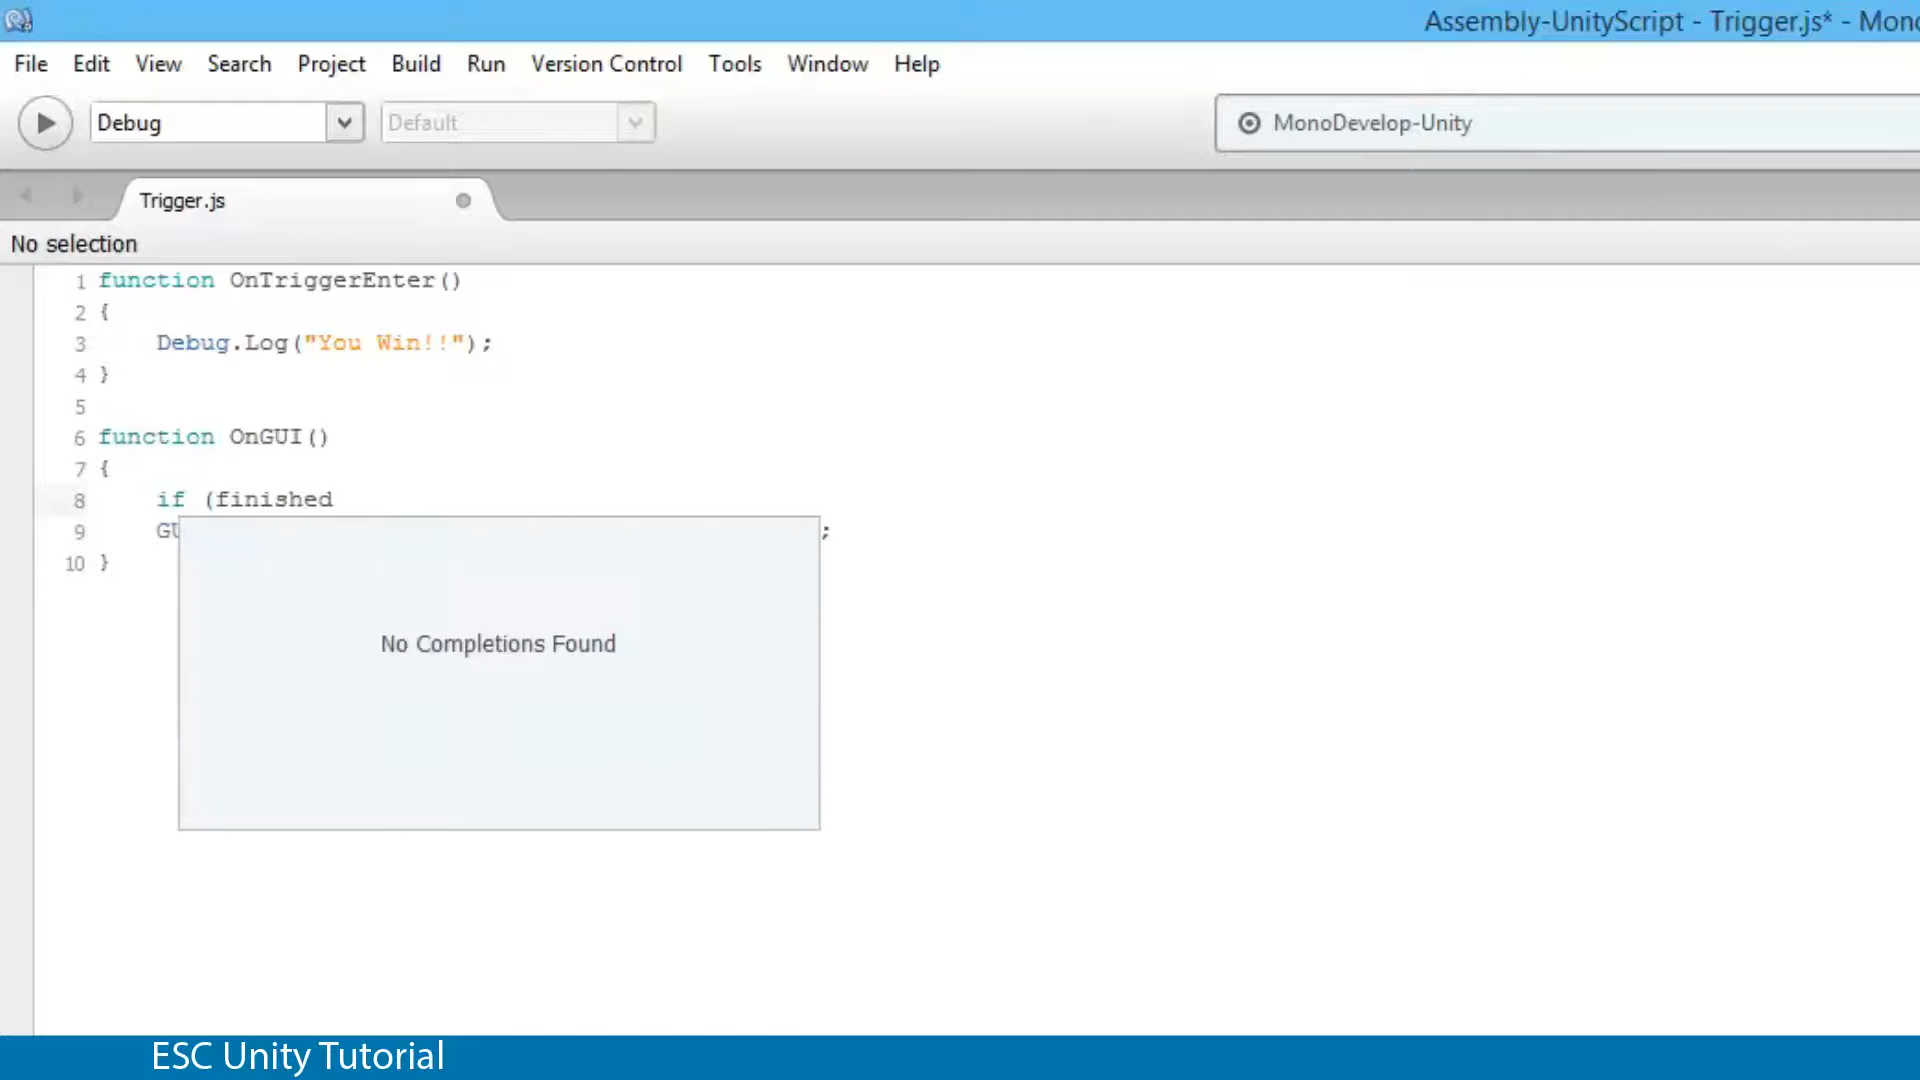 Assembly-UnityScript - Trigger.js* - Mono
File Edit View Search Project Build Run Version Control Tools Window Help
Debug Default MonoDevelop-Unity
Trigger.js
No selection
1 function OnTriggerEnter()
2 {
3 Debug.Log("You Win!!");
4 }
5
6 function OnGUI()
7 {
8 if (finished
9 GU ;
10 }
No Completions Found
ESC Unity Tutorial